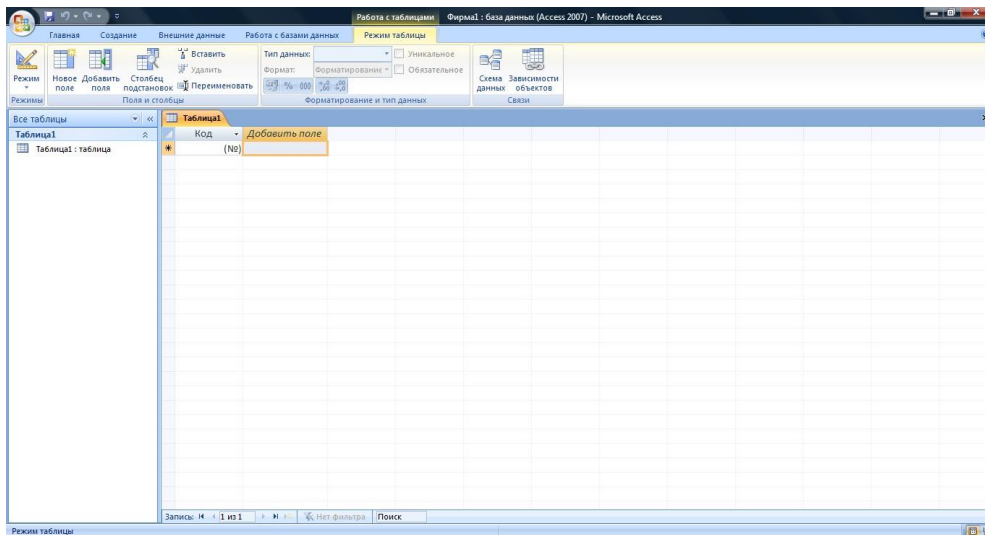 Работа с таблицами Фирма1 : база данных (Access 2007) - Microsoft Access
Главная Создание Внешние данные Работа с базами данных Режим таблицы
Режим
Новое поле
Добавить поля
Столбец подстановок
Вставить
Удалить
Переименовать
Тип данных:
Формат: Форматирование
Уникальное
Обязательное
% 000
Схема данных
Зависимости объектов
Режимы Поля и столбцы Форматирование и тип данных Связи
Все таблицы
Таблица1
Таблица1 : таблица
Таблица1
Код Добавить поле
* (№)
Запись: 1 из 1 Нет фильтра Поиск
Режим таблицы